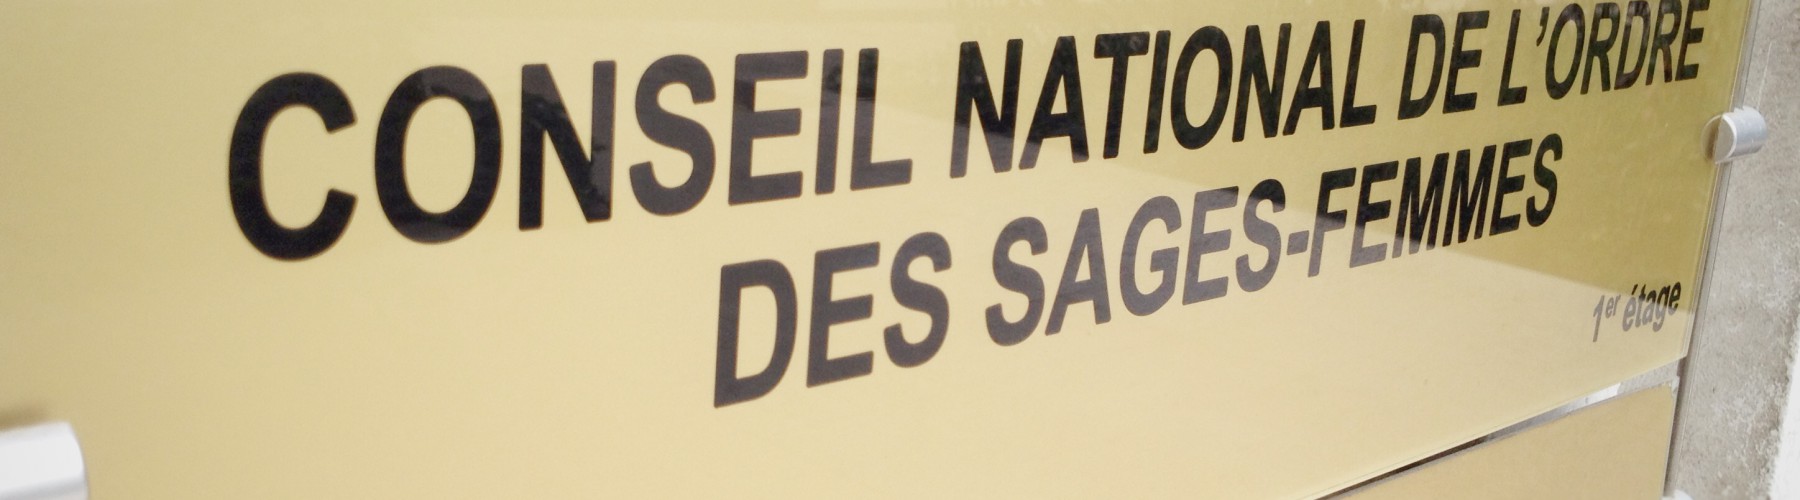 CONSEIL NATIONAL DE L'ORDRE
DES SAGES-FEMMES
1er étage